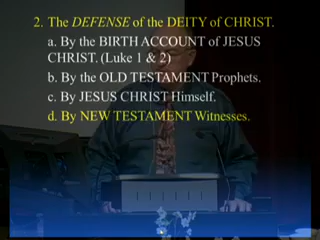 2. The DEFENSE of the DEITY of CHRIST.
a. By the BIRTH ACCOUNT of JESUS
CHRIST. (Luke 1 & 2)
b. By the OLD TESTAMENT Prophets.
c. By JESUS CHRIST Himself.
d. By NEW TESTAMENT Witnesses.